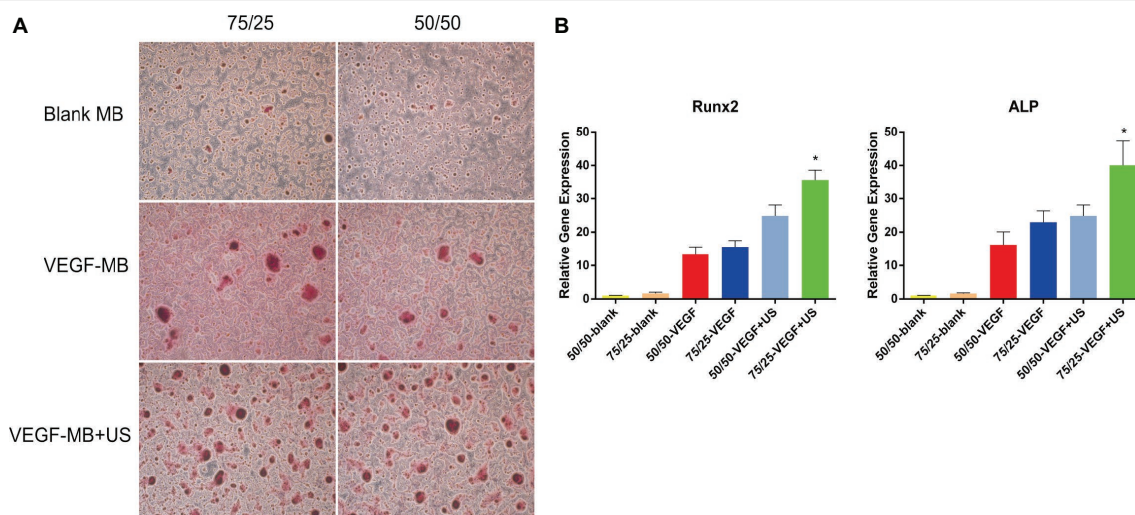 A
75/25
50/50
Blank MB
VEGF-MB
VEGF-MB+US
B
Runx2
Relative Gene Expression
50
40
30
20
10
0
*
50/50-blank
75/25-blank
50/50-VEGF
75/25-VEGF
50/50-VEGF+US
75/25-VEGF+US
ALP
Relative Gene Expression
50
40
30
20
10
0
*
50/50-blank
75/25-blank
50/50-VEGF
75/25-VEGF
50/50-VEGF+US
75/25-VEGF+US